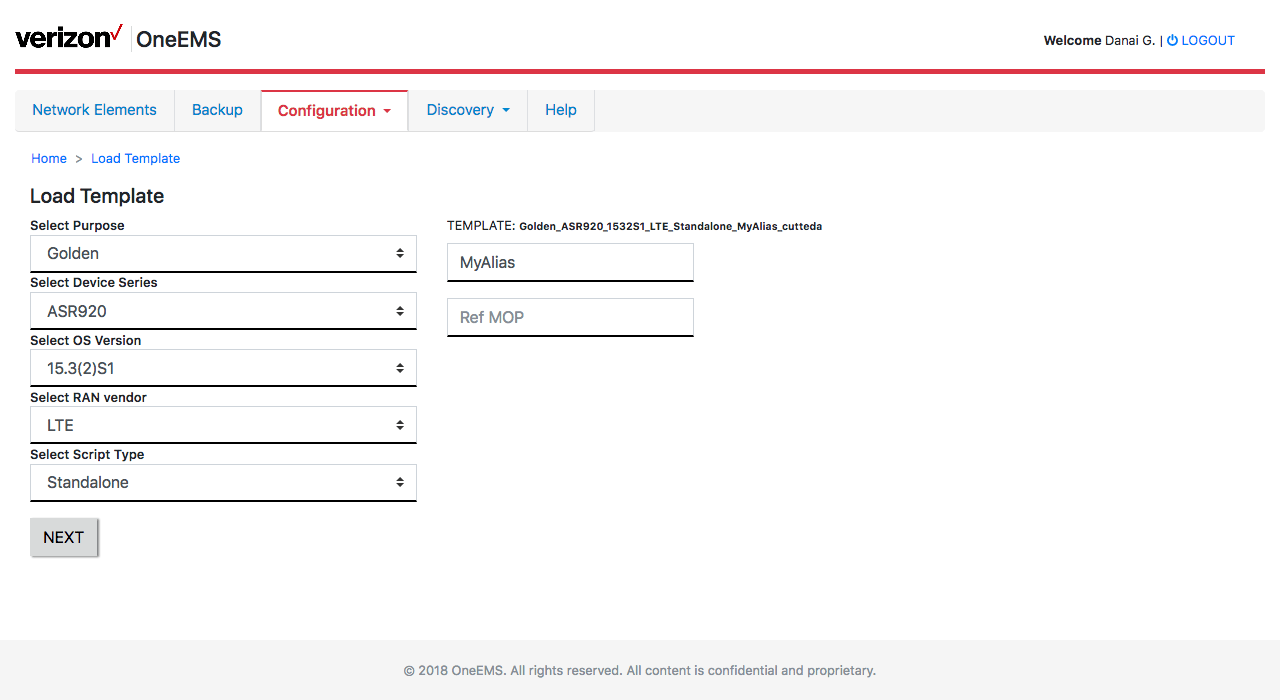 verizon OneEMS
Welcome Danai G. | LOGOUT
Network Elements Backup Configuration Discovery Help
Home > Load Template
Load Template
Select Purpose
Golden
Select Device Series
ASR920
Select OS Version
15.3(2)S1
Select RAN vendor
LTE
Select Script Type
Standalone
NEXT
TEMPLATE: Golden_ASR920_1532S1_LTE_Standalone_MyAlias_cutteda
MyAlias
Ref MOP
© 2018 OneEMS. All rights reserved. All content is confidential and proprietary.